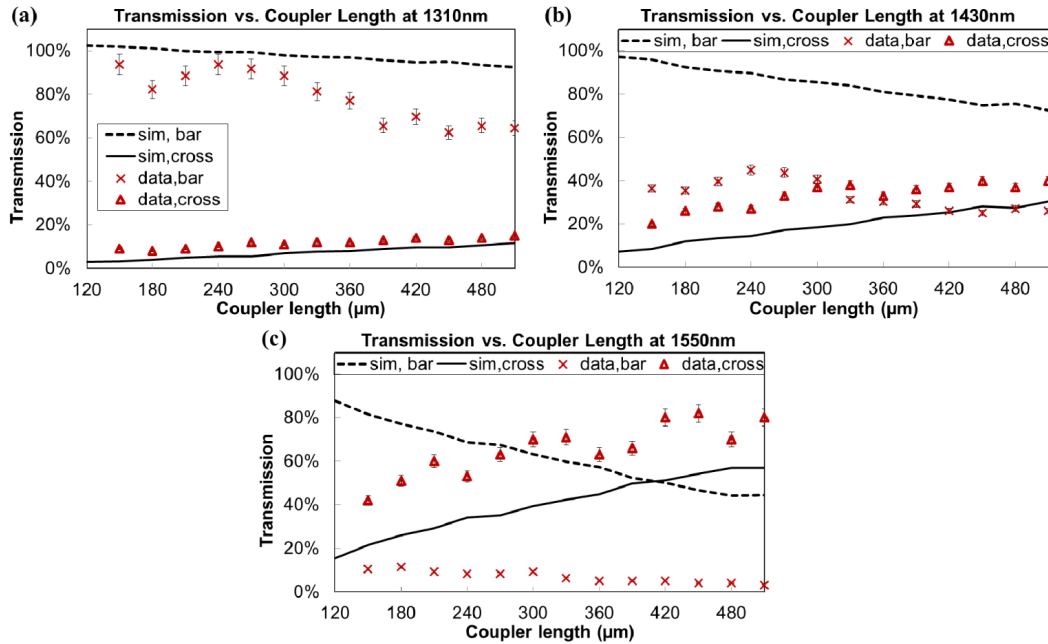 (a)
Transmission vs. Coupler Length at 1310nm
Transmission
100%
80%
60%
40%
20%
0%
sim, bar
sim,cross
data,bar
data,cross
120 180 240 300 360 420 480
Coupler length (μm)
(b)
Transmission vs. Coupler Length at 1430nm
sim, bar sim,cross data,bar data,cross
Transmission
100%
80%
60%
40%
20%
0%
120 180 240 300 360 420 480
Coupler length (μm)
(c)
Transmission vs. Coupler Length at 1550nm
sim, bar sim,cross data,bar data,cross
Transmission
100%
80%
60%
40%
20%
0%
120 180 240 300 360 420 480
Coupler length (μm)